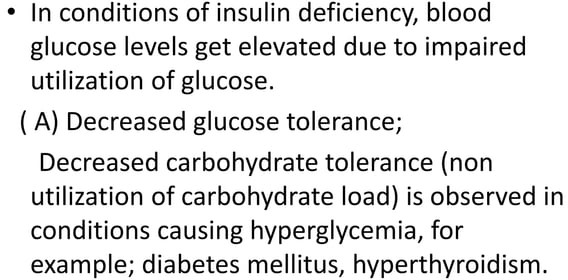 • In conditions of insulin deficiency, blood
glucose levels get elevated due to impaired
utilization of glucose.
( A) Decreased glucose tolerance;
Decreased carbohydrate tolerance (non
utilization of carbohydrate load) is observed in
conditions causing hyperglycemia, for
example; diabetes mellitus, hyperthyroidism.